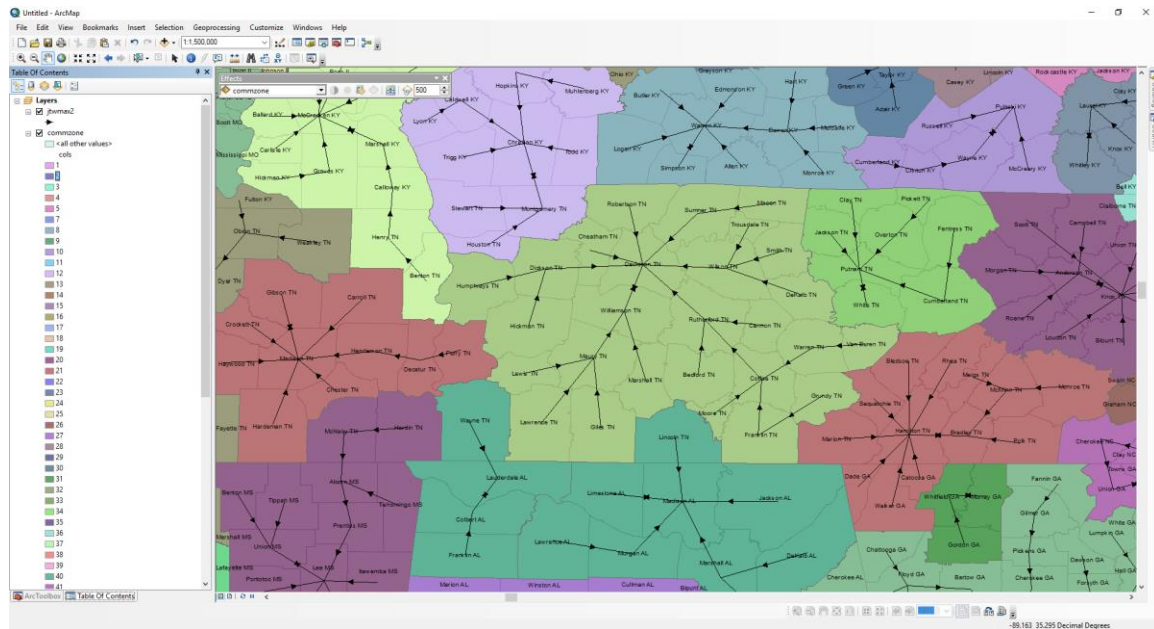 Untitled - ArcMap
File Edit View Bookmarks Insert Selection Geoprocessing Customize Windows Help
1:1,500,000
Table Of Contents
Layers
jtwmax2
commzone
<all other values>
cols
1
2
3
4
5
7
8
9
10
11
12
13
14
15
16
17
18
19
20
21
22
23
24
25
26
27
28
29
30
31
32
33
34
35
36
37
38
39
40
41
ArcToolbox Table Of Contents
Effects
commzone
500
Hopkins KY
Muhlenberg KY
Caldwell KY
Lyon KY
Ballard KY
McCracken KY
Marshall KY
Carlisle KY
Graves KY
Hickman KY
Calloway KY
Fulton KY
Trigg KY
Christian KY
Todd KY
Stewart TN
Montgomery TN
Houston TN
Ohio KY
Grayson KY
Butler KY
Edmonson KY
Hart KY
Warren KY
Barren KY
Metcalfe KY
Logan KY
Simpson KY
Allen KY
Monroe KY
Green KY
Taylor KY
Adair KY
Casey KY
Lincoln KY
Rockcastle KY
Jackson KY
Russell KY
Pulaski KY
Cumberland KY
Clinton KY
Wayne KY
McCreary KY
Laurel KY
Clay KY
Knox KY
Whitley KY
Bell KY
Obion TN
Weakley TN
Henry TN
Benton TN
Dyer TN
Gibson TN
Carroll TN
Crockett TN
Haywood TN
Madison TN
Henderson TN
Perry TN
Decatur TN
Chester TN
Hardeman TN
Fayette TN
McNairy TN
Hardin TN
Robertson TN
Sumner TN
Macon TN
Trousdale TN
Cheatham TN
Dickson TN
Davidson TN
Wilson TN
Smith TN
Humphreys TN
DeKalb TN
Hickman TN
Williamson TN
Rutherford TN
Cannon TN
Warren TN
Van Buren TN
Maury TN
Lewis TN
Marshall TN
Bedford TN
Coffee TN
Grundy TN
Moore TN
Lawrence TN
Giles TN
Franklin TN
Wayne TN
Lincoln TN
Clay TN
Pickett TN
Jackson TN
Overton TN
Fentress TN
Putnam TN
White TN
Cumberland TN
Scott TN
Campbell TN
Claiborne TN
Union TN
Morgan TN
Anderson TN
Knox TN
Roane TN
Loudon TN
Blount TN
Bledsoe TN
Rhea TN
Meigs TN
McMinn TN
Monroe TN
Sequatchie TN
Marion TN
Hamilton TN
Bradley TN
Polk TN
Swain NC
Graham NC
Cherokee NC
Clay NC
Towns GA
Union GA
Dade GA
Catoosa GA
Walker GA
Whitfield GA
Murray GA
Gordon GA
Fannin GA
Gilmer GA
White GA
Lumpkin GA
Chattooga GA
Pickens GA
Dawson GA
Hall GA
Floyd GA
Bartow GA
Cherokee GA
Forsyth GA
Benton MS
Tippah MS
Alcorn MS
Tishomingo MS
Marshall MS
Prentiss MS
Union MS
Lafayette MS
Lee MS
Itawamba MS
Pontotoc MS
Lauderdale AL
Limestone AL
Madison AL
Jackson AL
Colbert AL
Lawrence AL
Morgan AL
Franklin AL
Marshall AL
DeKalb AL
Marion AL
Winston AL
Cullman AL
Blount AL
Cherokee AL
-89.163 35.295 Decimal Degrees